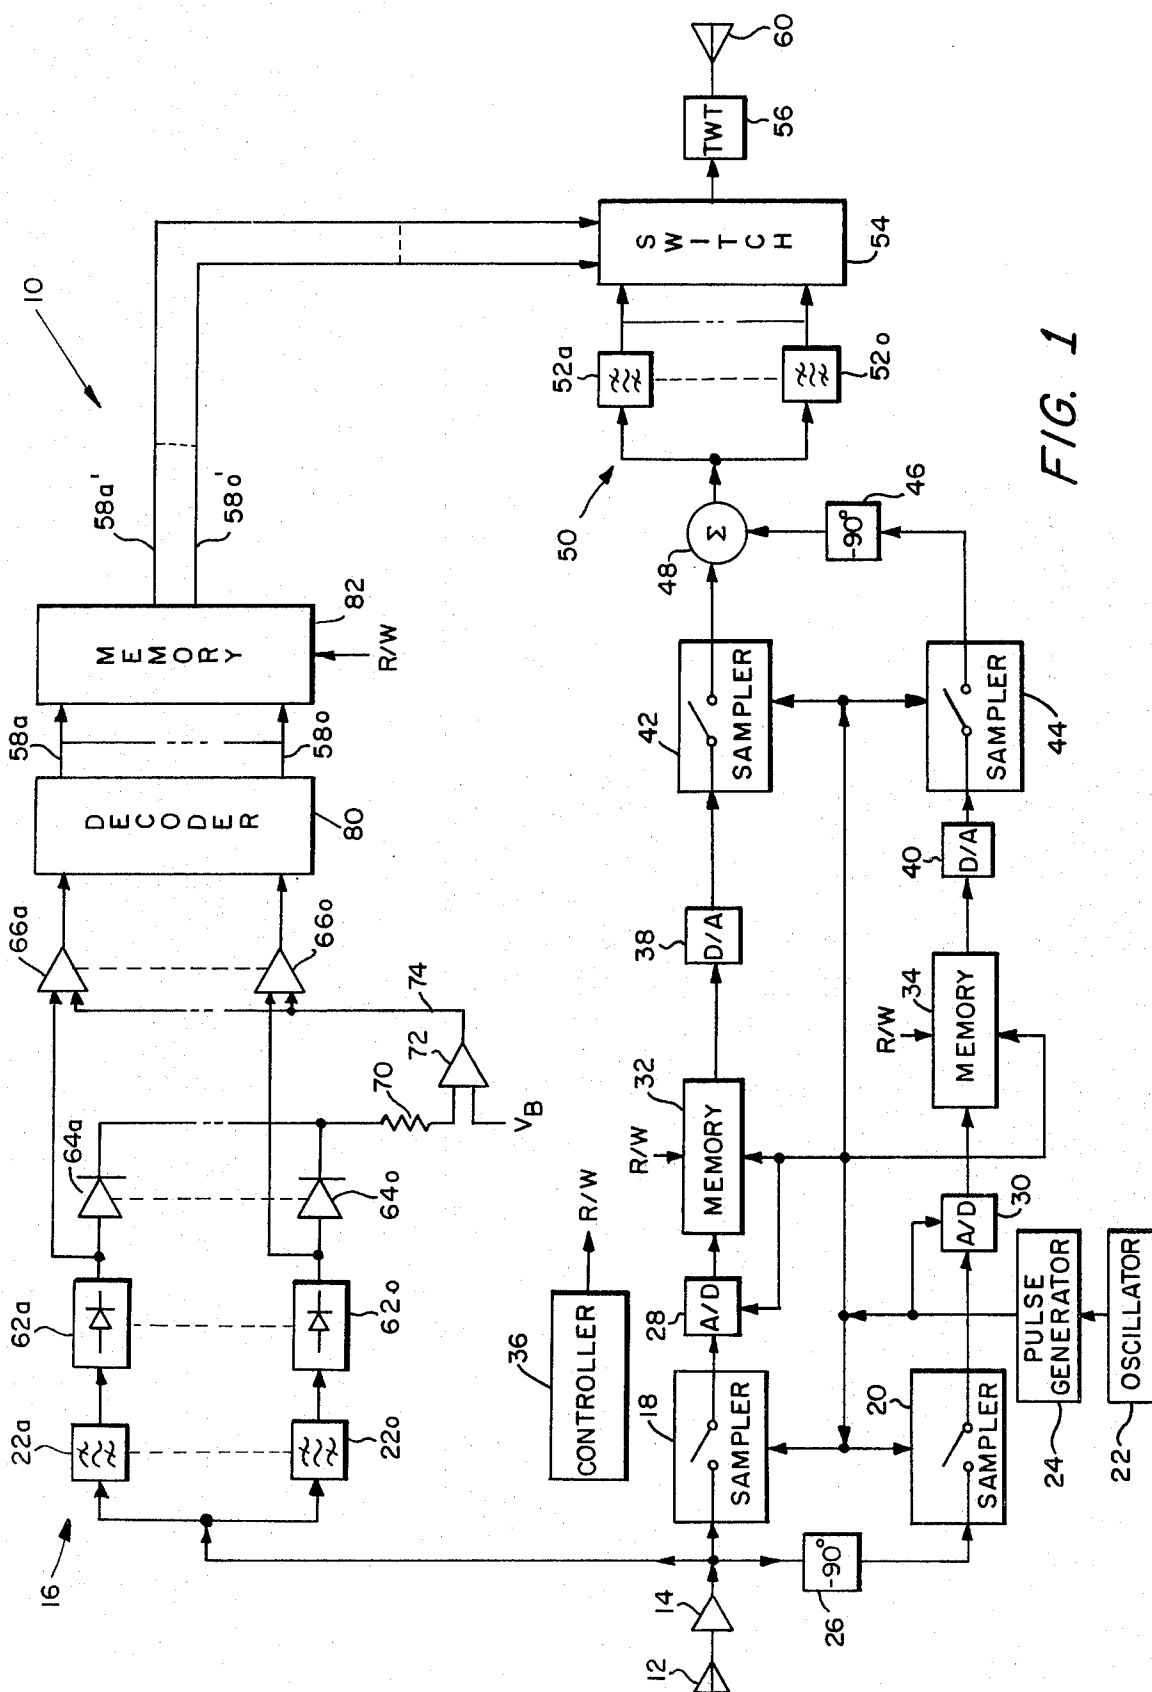 10
16
22a
62a
64a
66a
DECODER
80
58a
MEMORY
82
58a'
58o'
58o
R/W
22o
62o
64o
66o
70
72
74
V_B
36
CONTROLLER
R/W
12
14
18
SAMPLER
28
A/D
R/W
32
MEMORY
38
D/A
42
SAMPLER
48
Σ
50
52a
52o
SWITCH
54
TWT
56
60
26
-90°
20
SAMPLER
30
A/D
R/W
34
MEMORY
40
D/A
44
SAMPLER
46
-90°
24
PULSE
GENERATOR
22
OSCILLATOR
FIG. 1